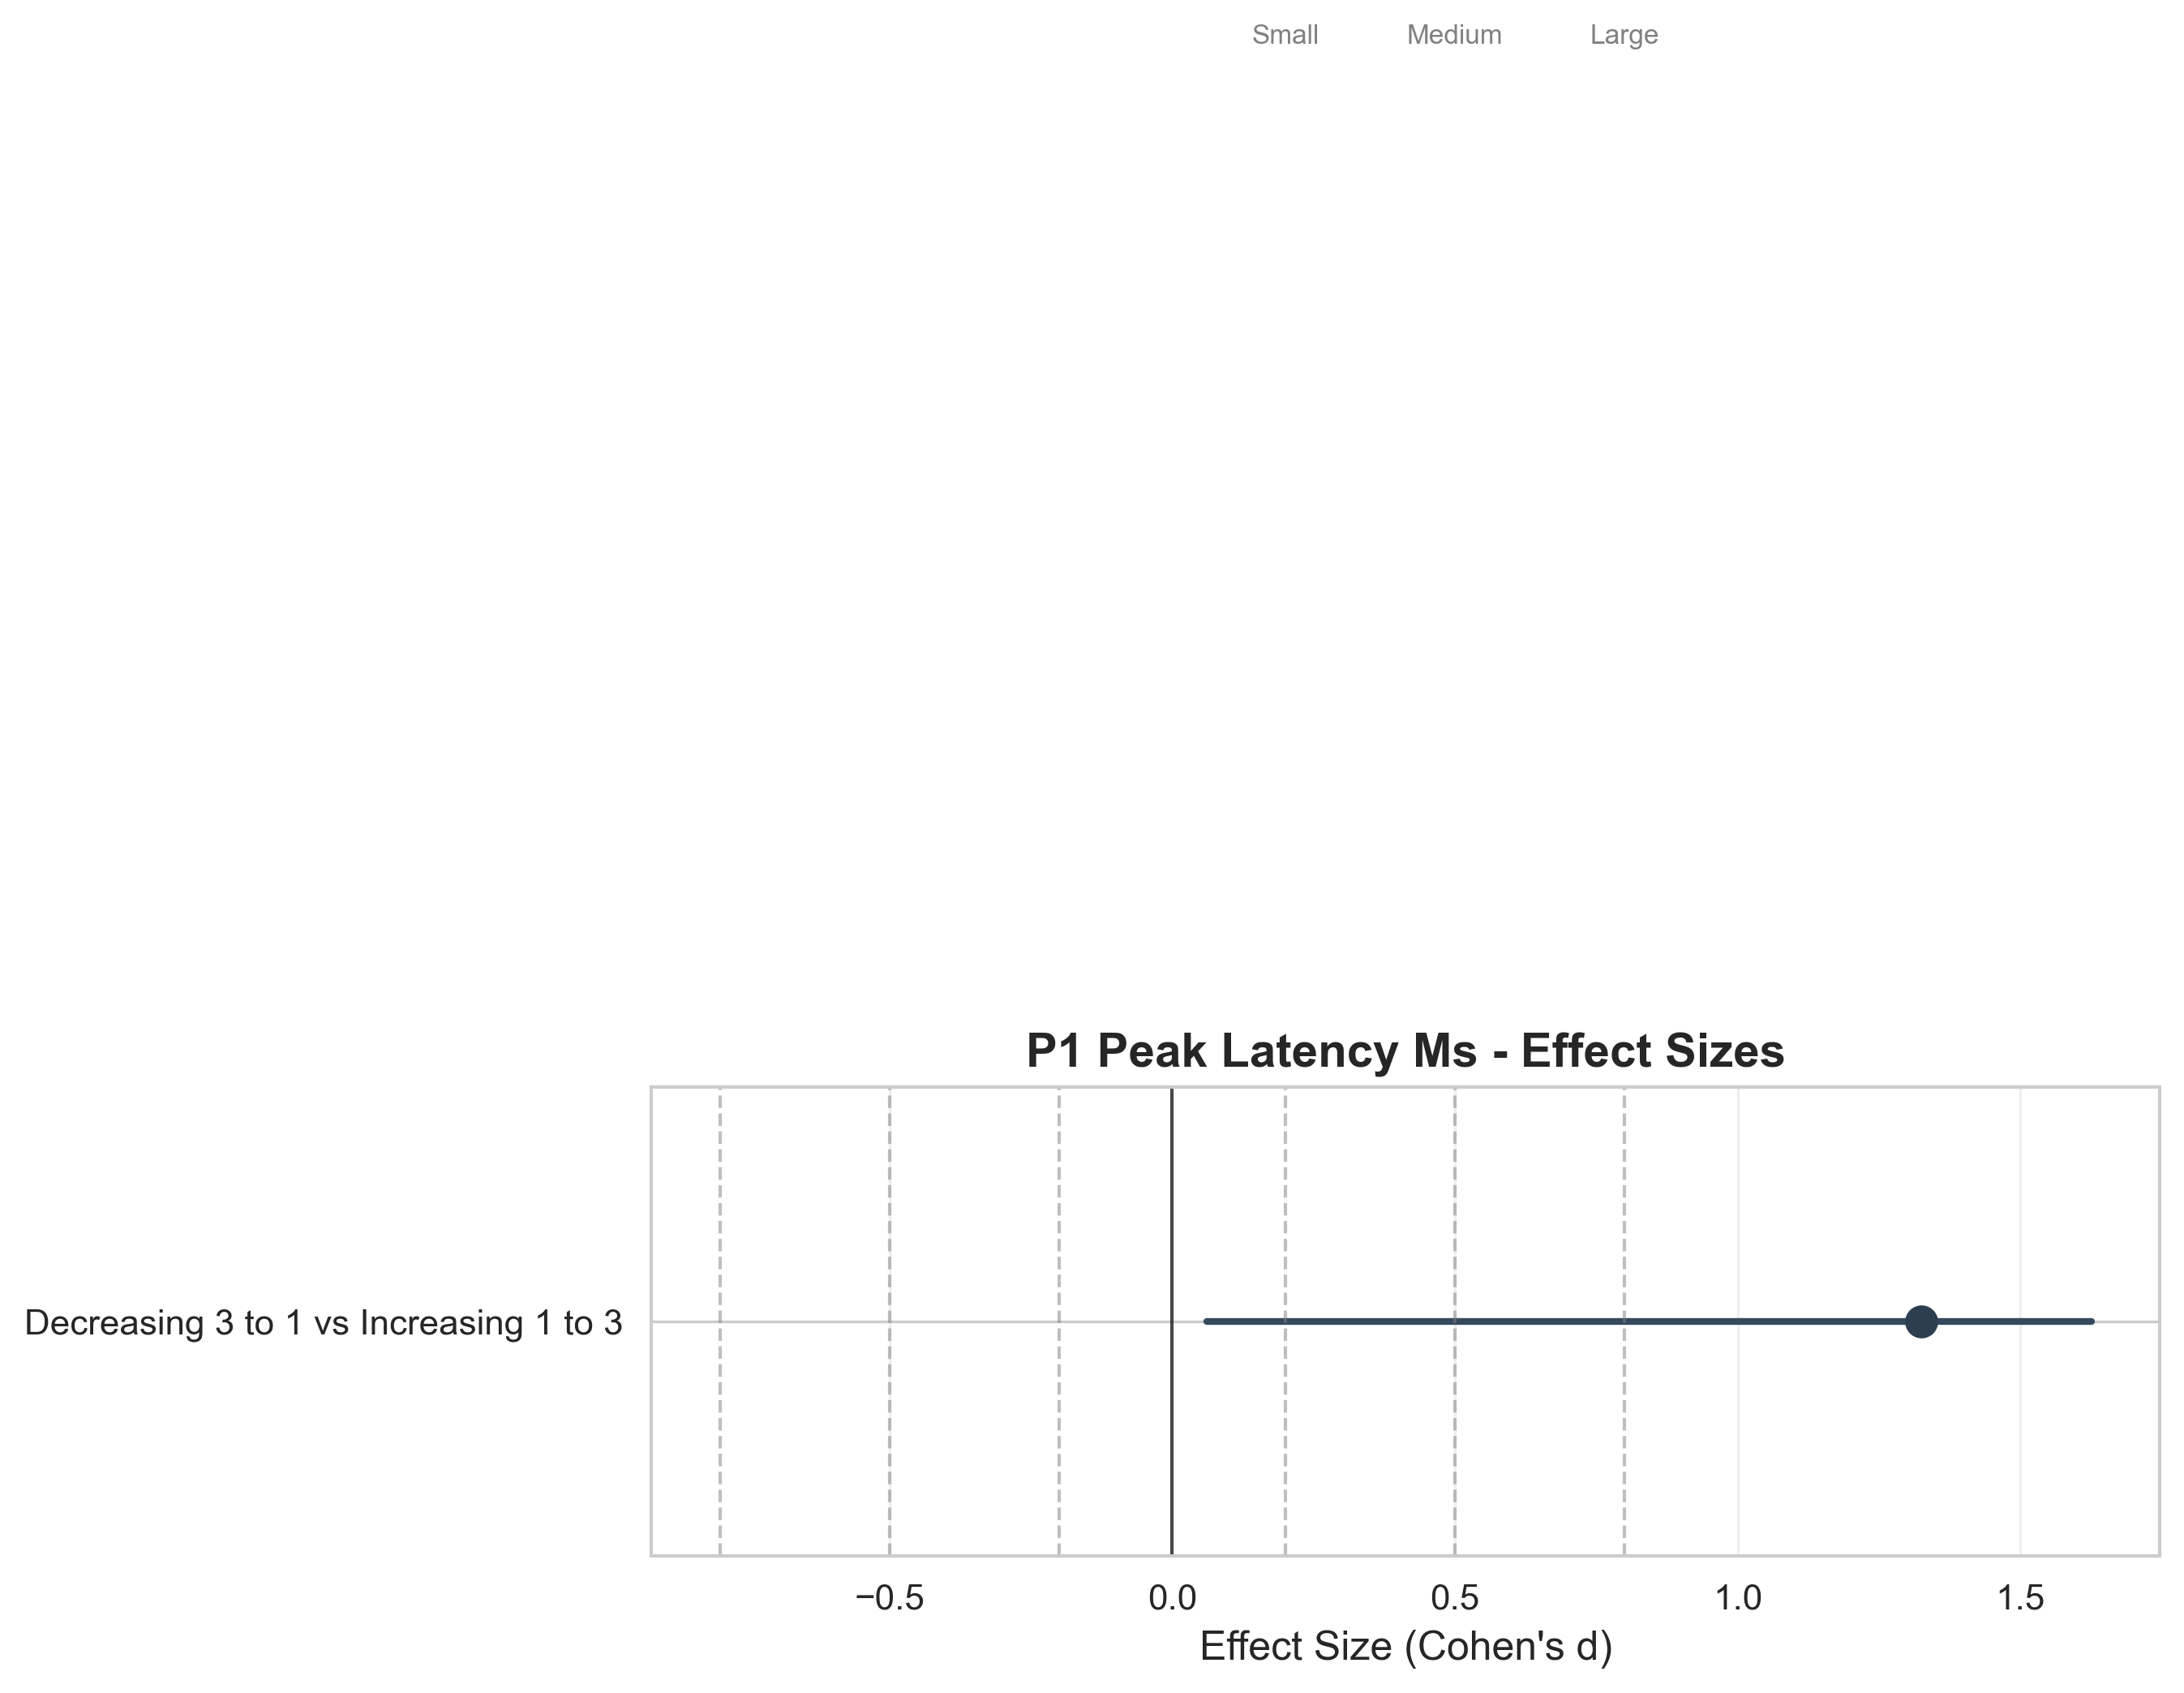 Small Medium Large
P1 Peak Latency Ms - Effect Sizes
Decreasing 3 to 1 vs Increasing 1 to 3
−0.5 0.0 0.5 1.0 1.5
Effect Size (Cohen's d)